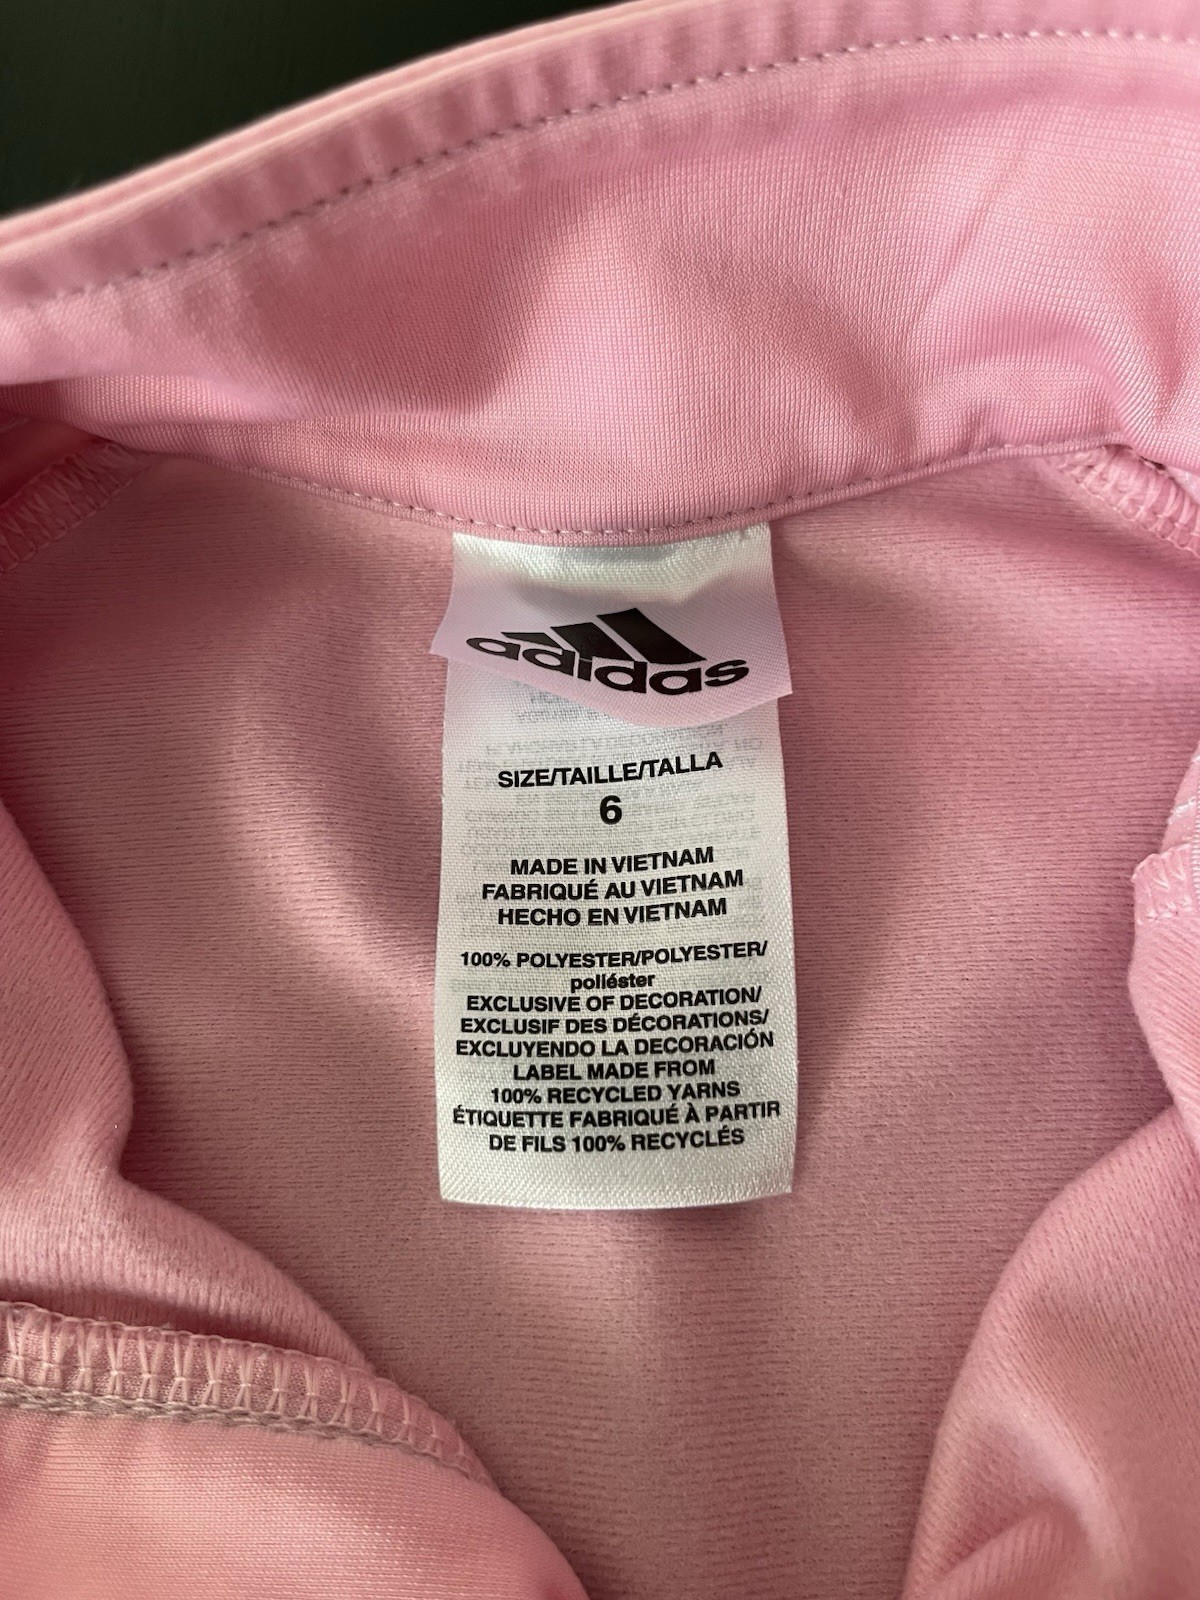 adidas
SIZE/TAILLE/TALLA
6
MADE IN VIETNAM
FABRIQUÉ AU VIETNAM
HECHO EN VIETNAM
100% POLYESTER/POLYESTER/
poliéster
EXCLUSIVE OF DECORATION/
EXCLUSIF DES DÉCORATIONS/
EXCLUYENDO LA DECORACIÓN
LABEL MADE FROM
100% RECYCLED YARNS
ÉTIQUETTE FABRIQUÉ À PARTIR
DE FILS 100% RECYCLÉS